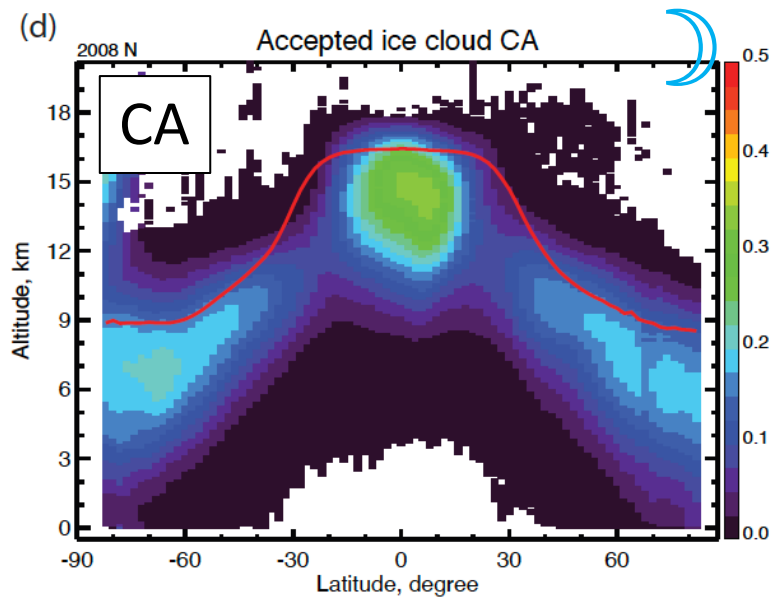 (d)
2008 N
Accepted ice cloud CA
CA
0.5
0.4
0.3
0.2
0.1
0.0
Altitude, km
18
15
12
9
6
3
0
-90 -60 -30 0 30 60
Latitude, degree